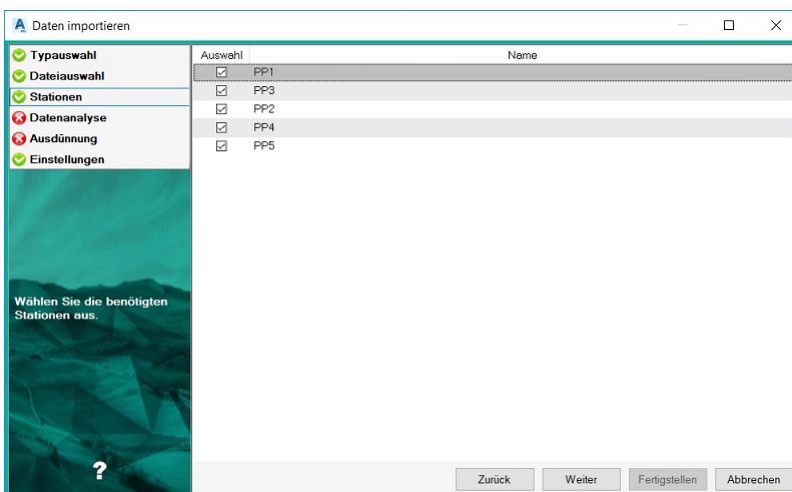 Daten importieren
Typauswahl
Dateiauswahl
Stationen
Datenanalyse
Ausdünnung
Einstellungen
Wählen Sie die benötigten
Stationen aus.
?
Auswahl Name
PP1
PP3
PP2
PP4
PP5
Zurück Weiter Fertigstellen Abbrechen